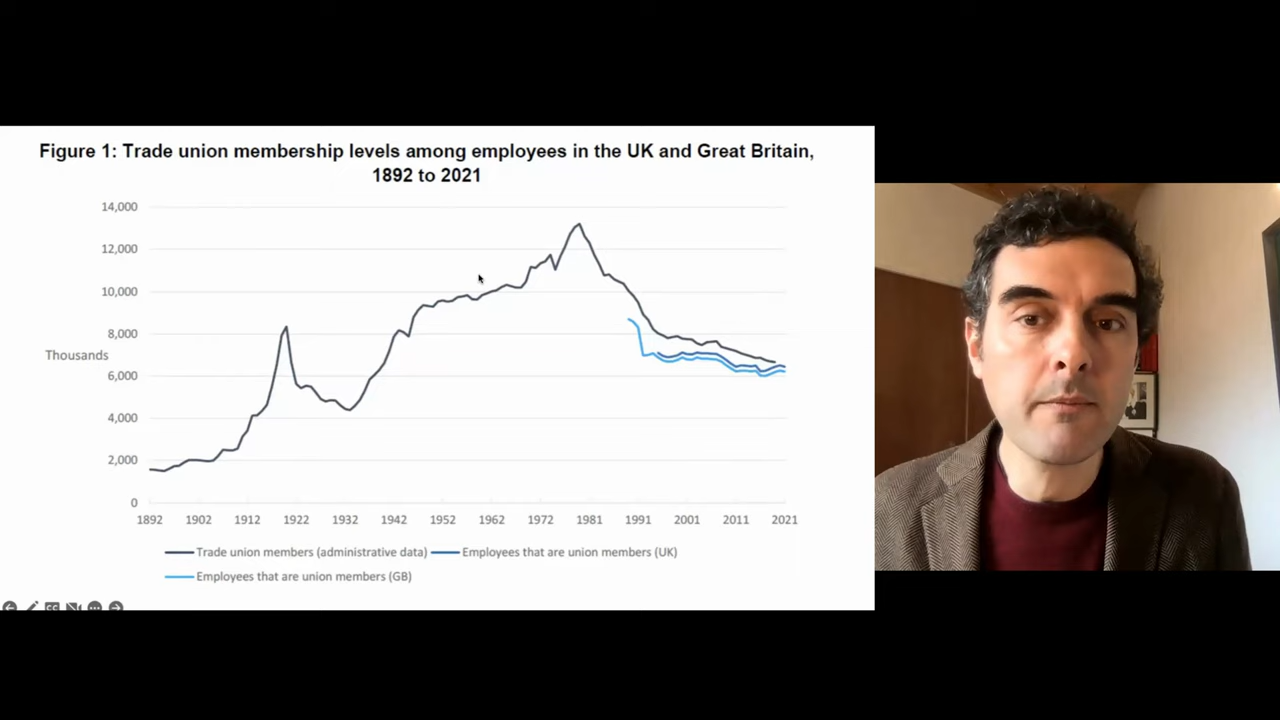 Figure 1: Trade union membership levels among employees in the UK and Great Britain,
1892 to 2021
14,000
12,000
10,000
8,000
Thousands
6,000
4,000
2,000
0
1892 1902 1912 1922 1932 1942 1952 1962 1972 1981 1991 2001 2011 2021
Trade union members (administrative data) Employees that are union members (UK)
Employees that are union members (GB)
CC